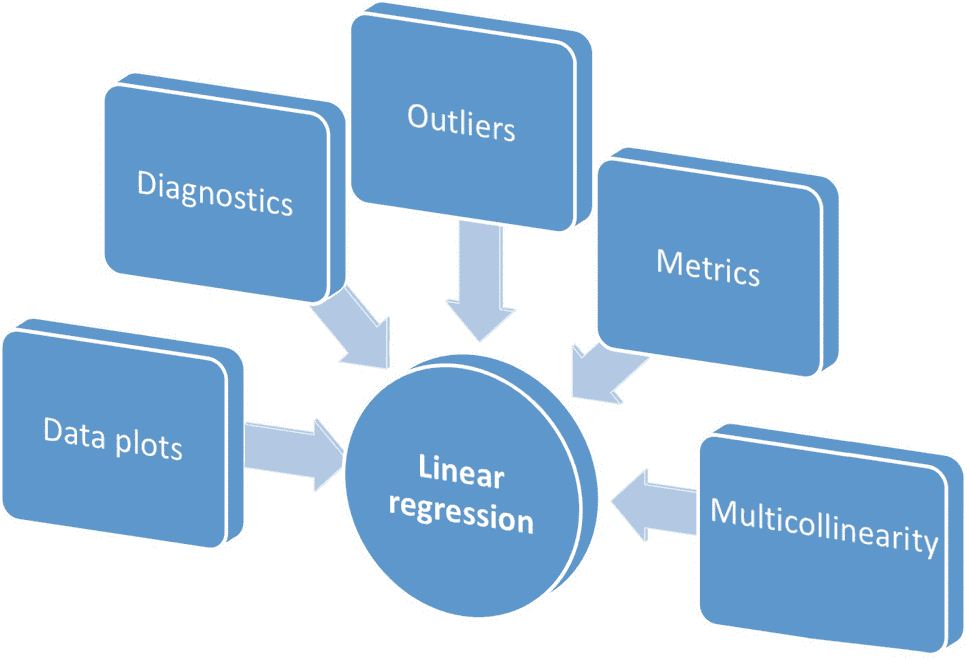 Outliers
Diagnostics
Metrics
Data plots
Linear
regression
Multicollinearity